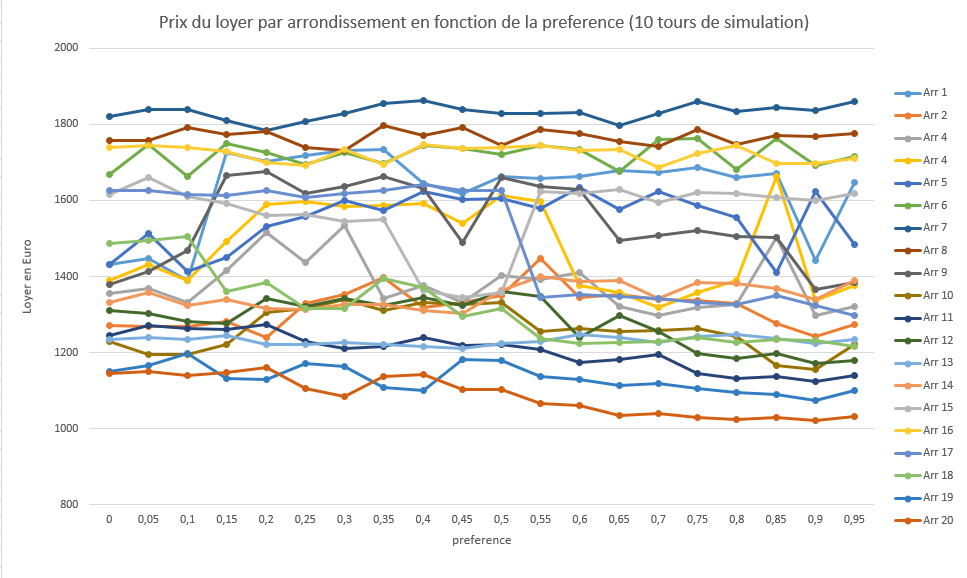 Prix du loyer par arrondissement en fonction de la preference (10 tours de simulation)
2000
1800
1600
1400
1200
1000
800
Loyer en Euro
0 0,05 0,1 0,15 0,2 0,25 0,3 0,35 0,4 0,45 0,5 0,55 0,6 0,65 0,7 0,75 0,8 0,85 0,9 0,95
preference
Arr 1
Arr 2
Arr 4
Arr 4
Arr 5
Arr 6
Arr 7
Arr 8
Arr 9
Arr 10
Arr 11
Arr 12
Arr 13
Arr 14
Arr 15
Arr 16
Arr 17
Arr 18
Arr 19
Arr 20